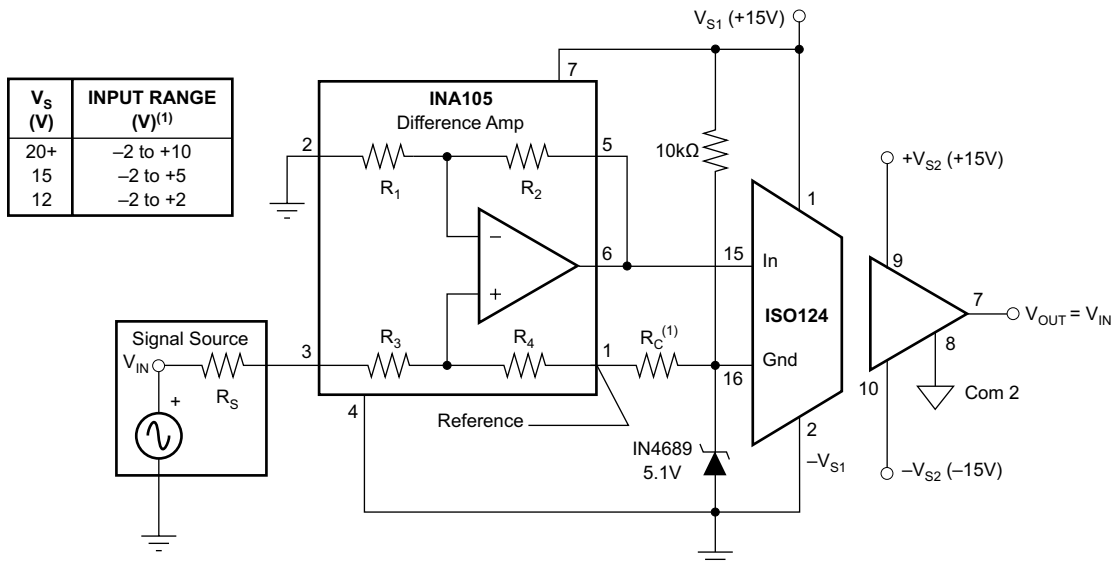 V_S1 (+15V)
V_S (V) INPUT RANGE (V)^(1)
20+ –2 to +10
15 –2 to +5
12 –2 to +2
7
INA105
Difference Amp
2
5
R_1
R_2
10kΩ
+V_S2 (+15V)
1
–
6
15
In
9
+
ISO124
7
V_OUT = V_IN
8
Signal Source
V_IN
R_S
3
R_3
R_4
1
R_C^(1)
16
Gnd
10
Com 2
+
4
Reference
2
IN4689
5.1V
–V_S1
–V_S2 (–15V)